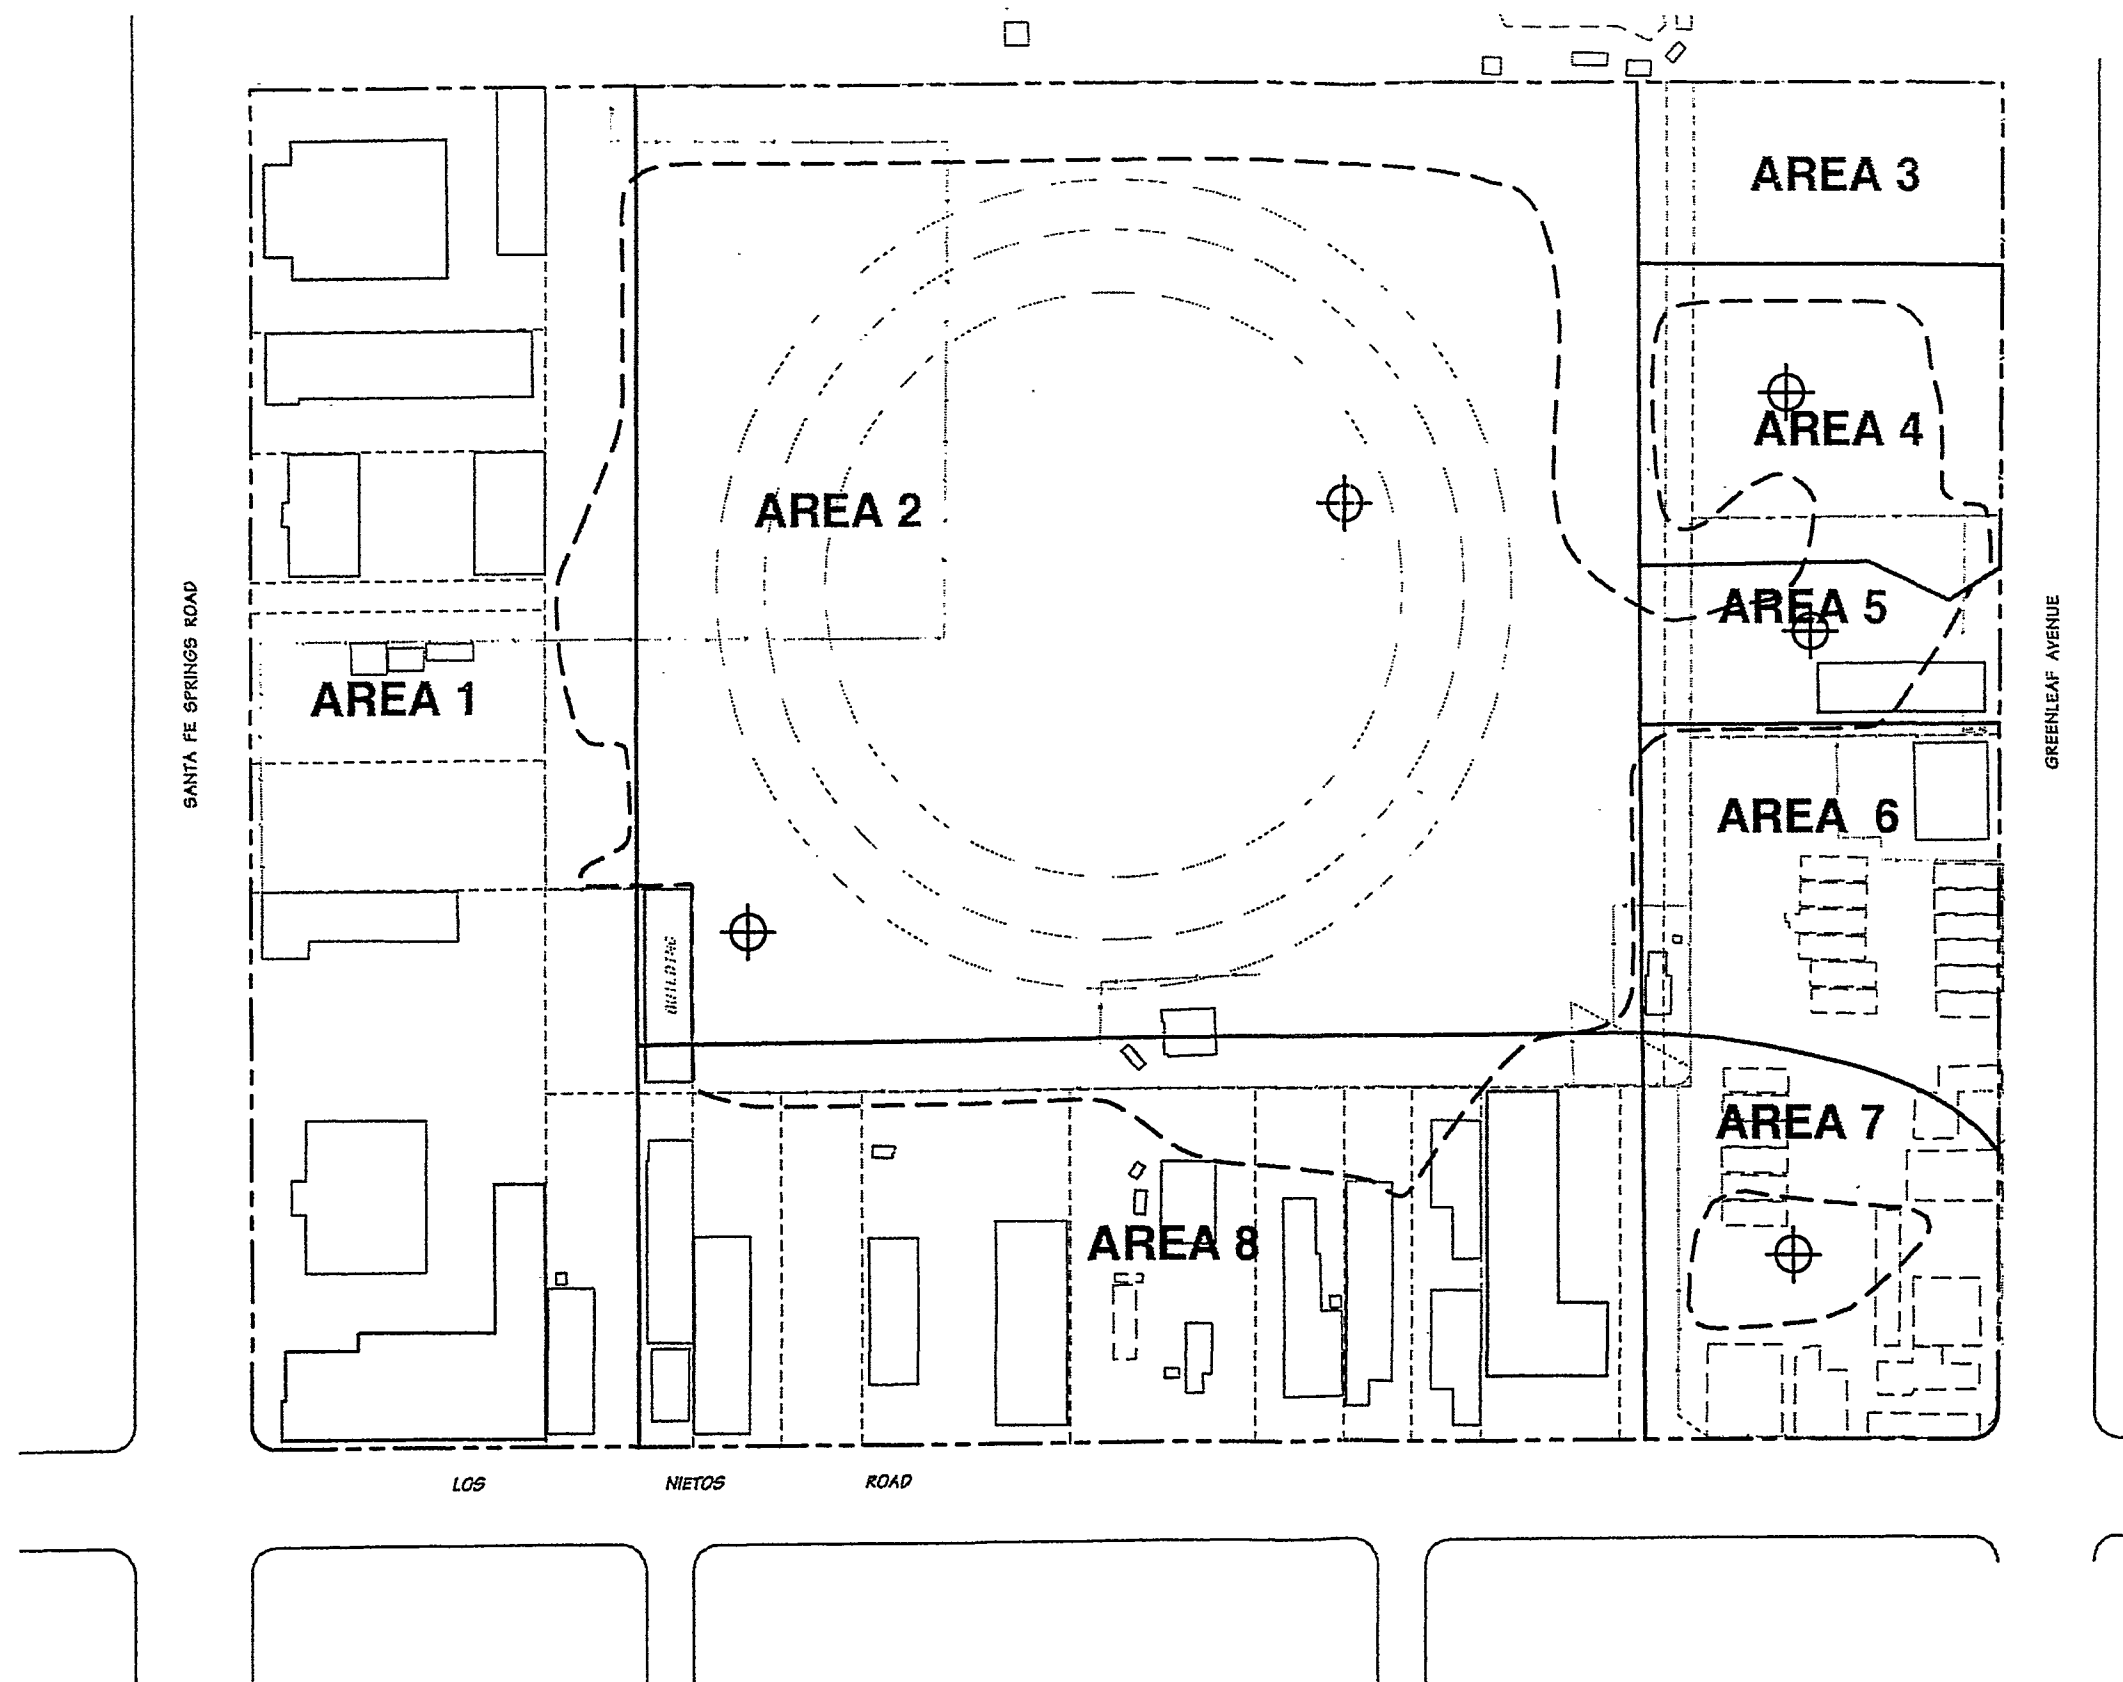 AREA 3
AREA 4
AREA 2
AREA 5
SANTA FE SPRINGS ROAD
AREA 1
GREENLEAF AVENUE
AREA 6
BUILDING
AREA 7
AREA 8
LOS NIETOS ROAD